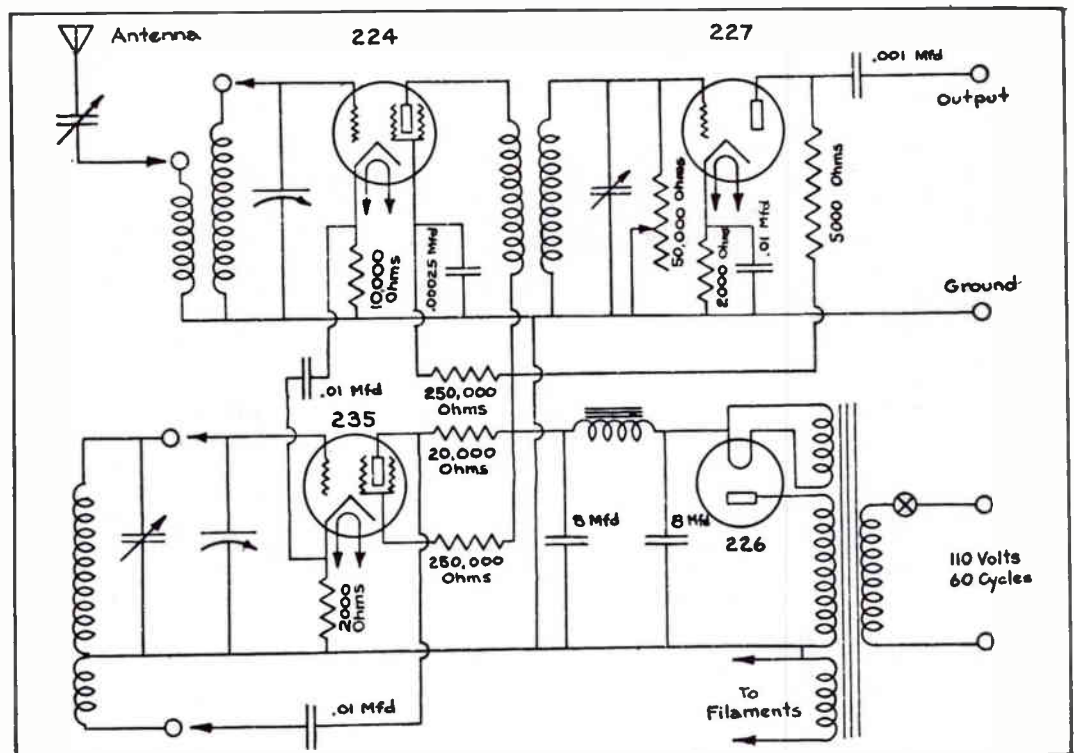 Antenna
224
227
.001 Mfd
Output
10,000
Ohms
.00025 Mfd
50,000 Ohms
2000 Ohms
.01 Mfd
5000 Ohms
Ground
.01 Mfd
235
250,000
Ohms
20,000
Ohms
250,000
Ohms
2000
Ohms
8 Mfd
8 Mfd
226
110 Volts
60 Cycles
.01 Mfd
To
Filaments